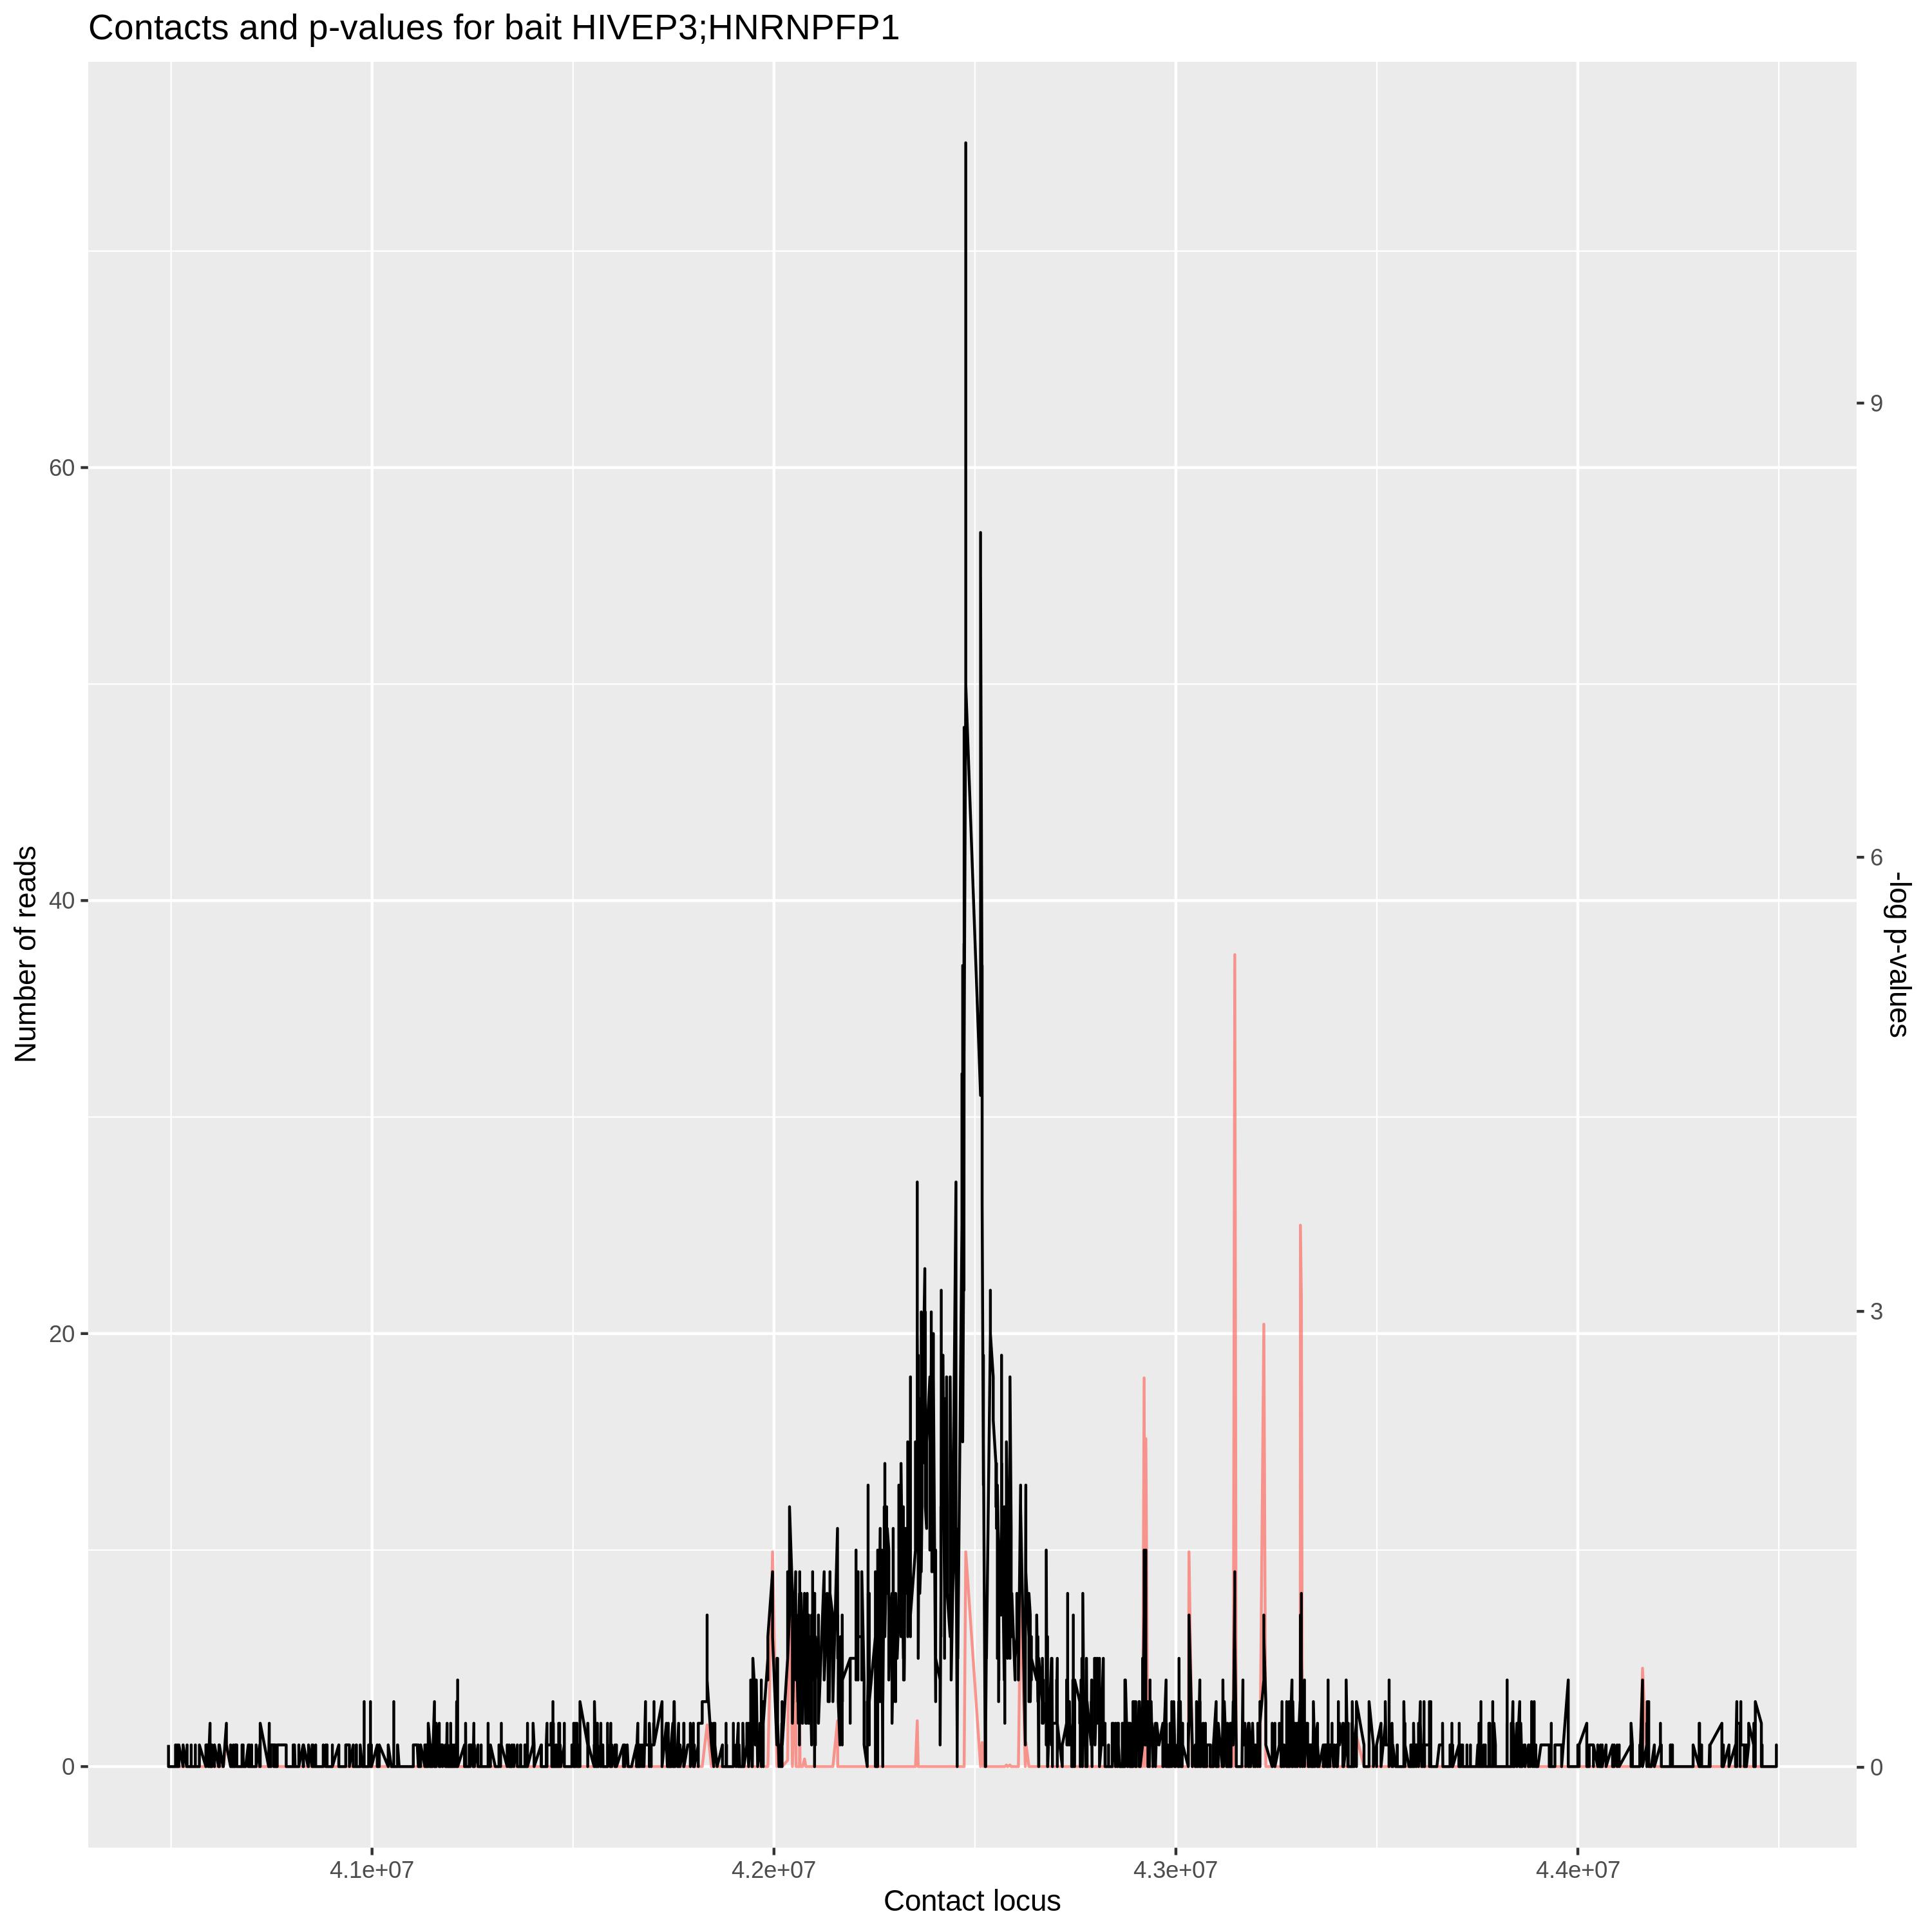 Contacts and p-values for bait HIVEP3;HNRNPFP1
Number of reads
60
40
20
0
9
6
3
0
-log p-values
4.1e+07 4.2e+07 4.3e+07 4.4e+07
Contact locus